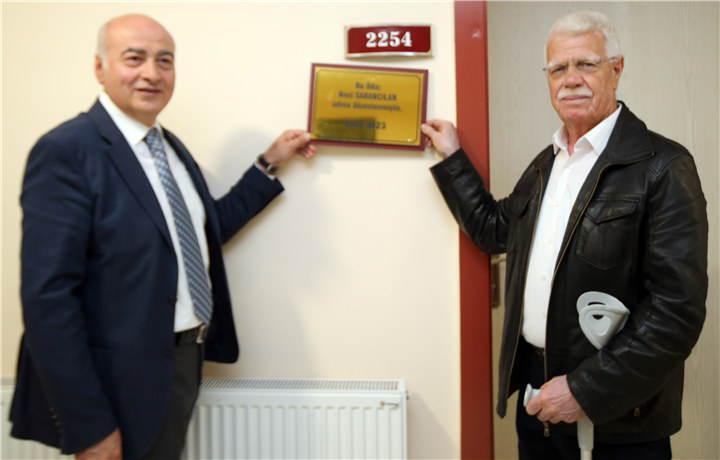 2254
Bu Oda;
Naci SABANCILAR
adına düzenlenmiştir.
2023